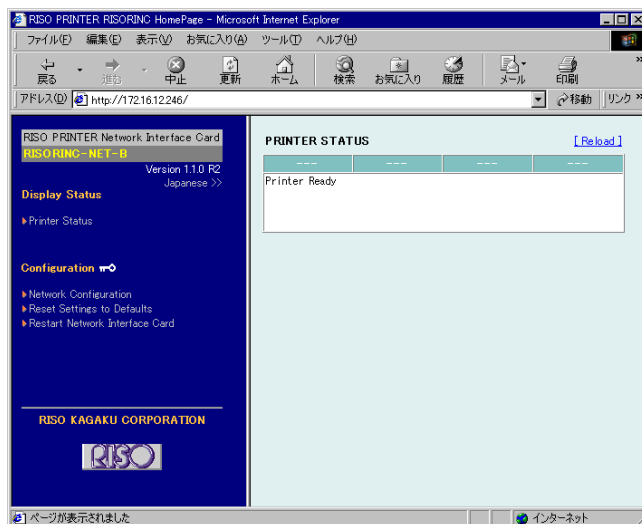 RISO PRINTER RISORINC HomePage - Microsoft Internet Explorer
ファイル(F) 編集(E) 表示(V) お気に入り(A) ツール(T) ヘルプ(H)
戻る 進む 中止 更新 ホーム 検索 お気に入り 履歴 メール 印刷 »
アドレス(D) http://172.16.12.246/ 移動 リンク »
RISO PRINTER Network Interface Card
RISORINC-NET-B
Version 1.1.0 R2
Japanese >>
Display Status
Printer Status
Configuration
Network Configuration
Reset Settings to Defaults
Restart Network Interface Card
RISO KAGAKU CORPORATION
RISO
PRINTER STATUS [ Reload ]
--- --- --- ---
Printer Ready
ページが表示されました インターネット